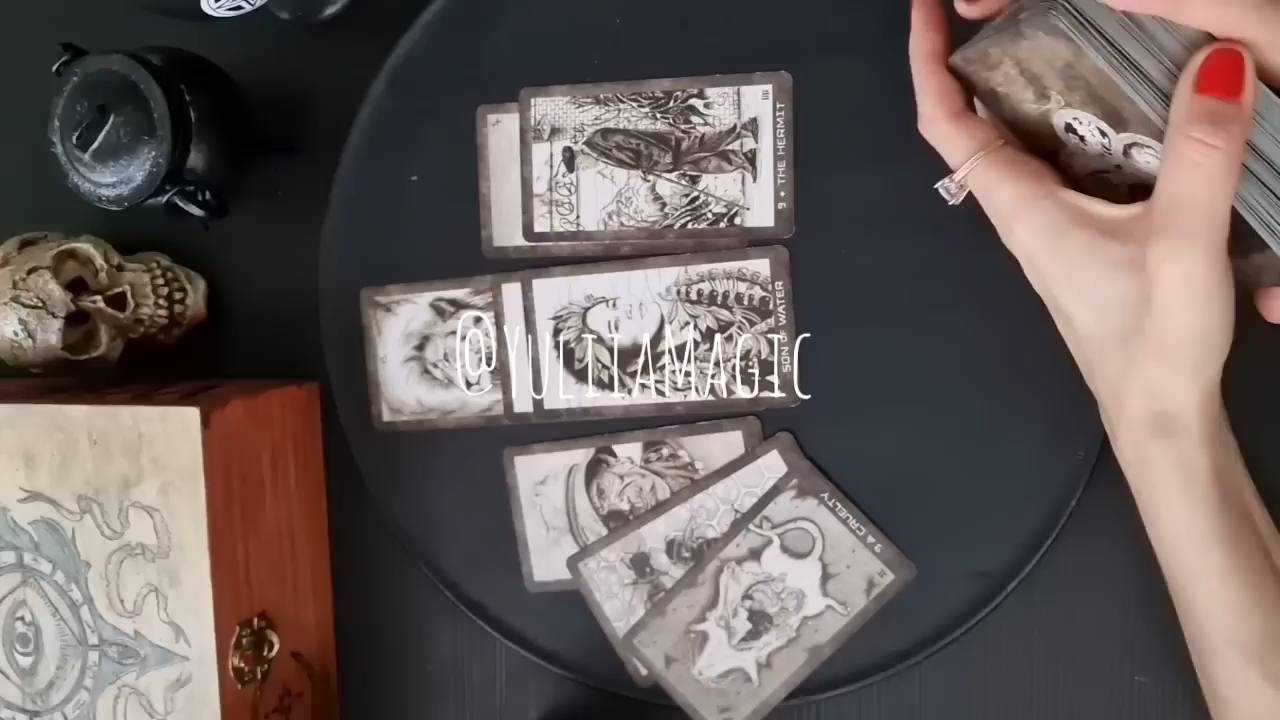 9 ♦ THE HERMIT
SON OF WATER
@YULIIAMAGIC
9 CRUELTY